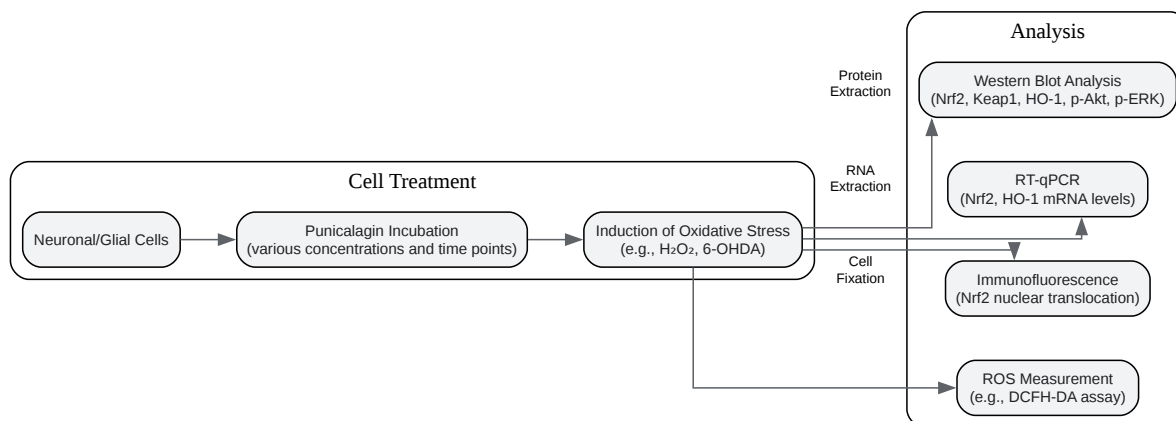 Cell Treatment
Neuronal/Glial Cells
Punicalagin Incubation
(various concentrations and time points)
Induction of Oxidative Stress
(e.g., H₂O₂, 6-OHDA)
Protein
Extraction
RNA
Extraction
Cell
Fixation
Analysis
Western Blot Analysis
(Nrf2, Keap1, HO-1, p-Akt, p-ERK)
RT-qPCR
(Nrf2, HO-1 mRNA levels)
Immunofluorescence
(Nrf2 nuclear translocation)
ROS Measurement
(e.g., DCFH-DA assay)